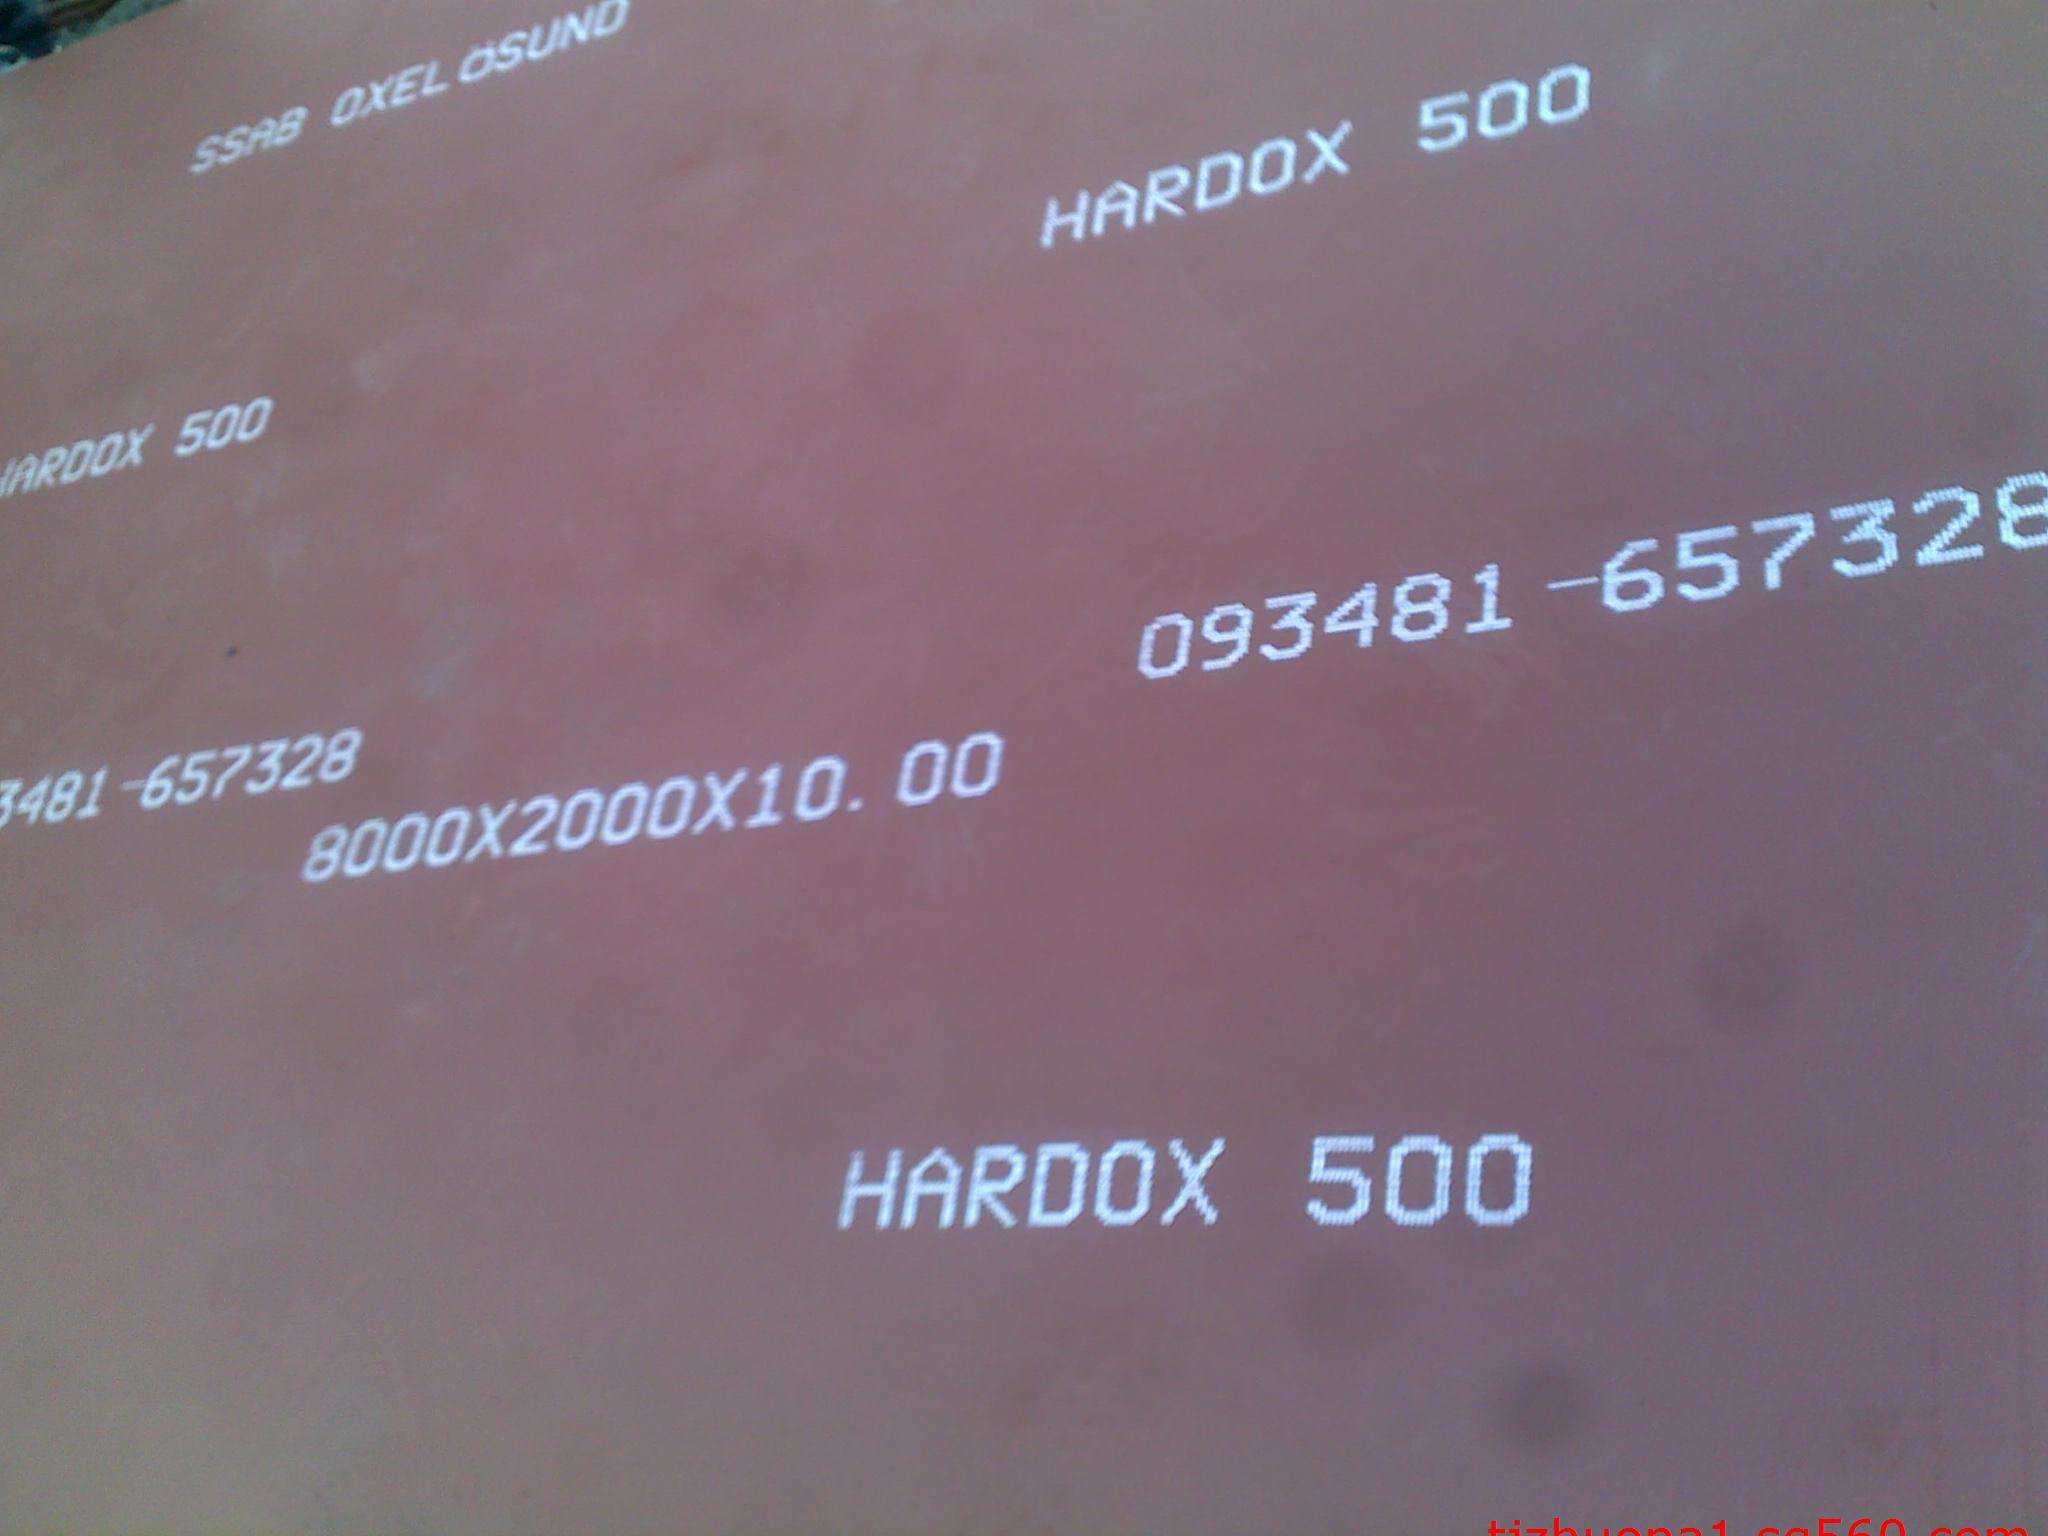 SSAB OXELÖSUND
HARDOX 500
HARDOX 500
093481-657328
3481-657328
8000X2000X10.00
HARDOX 500